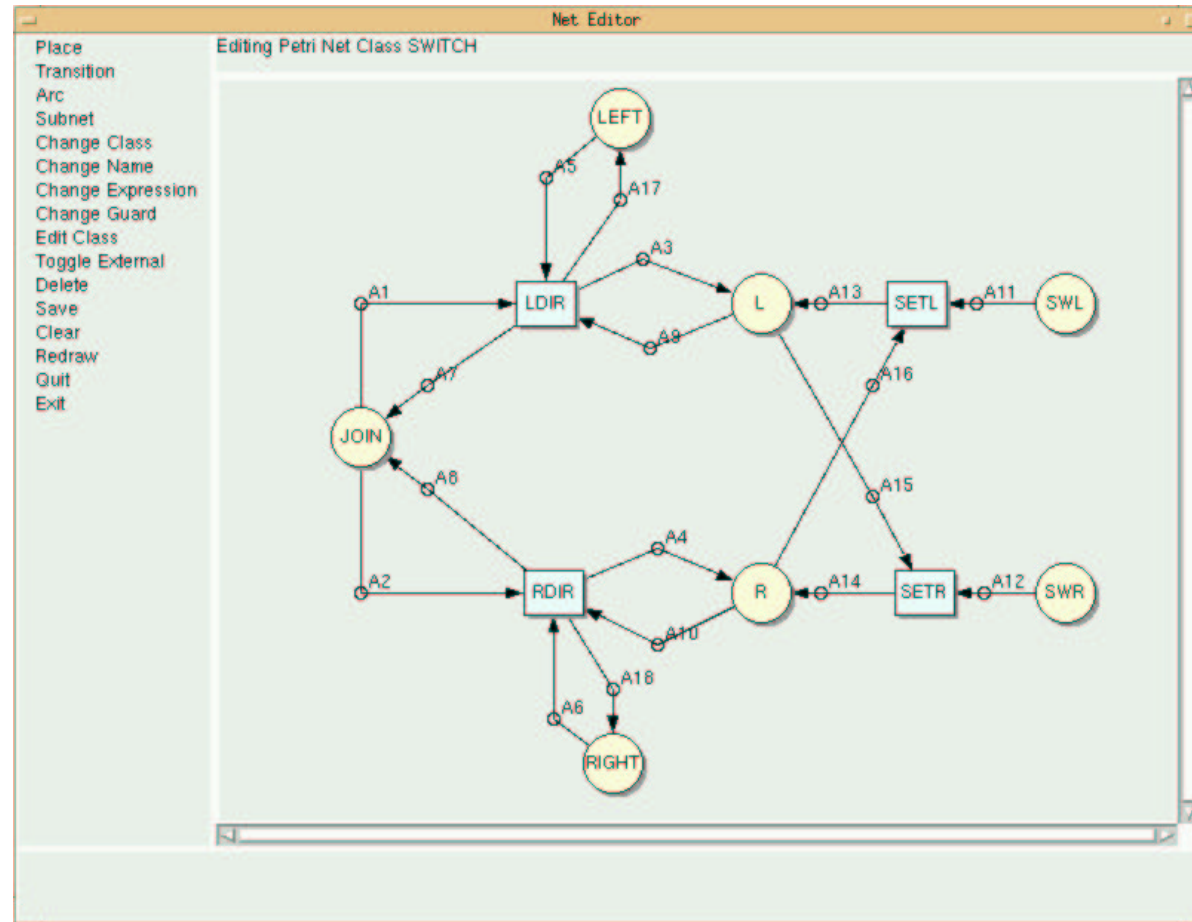 Net Editor
Editing Petri Net Class SWITCH
Place
Transition
Arc
Subnet
Change Class
Change Name
Change Expression
Change Guard
Edit Class
Toggle External
Delete
Save
Clear
Redraw
Quit
Exit
LEFT
A5
A17
A3
A1
LDIR
L
A13
SETL
A11
SWL
A9
A7
A16
JOIN
A8
A15
A4
A2
RDIR
R
A14
SETR
A12
SWR
A10
A18
A6
RIGHT